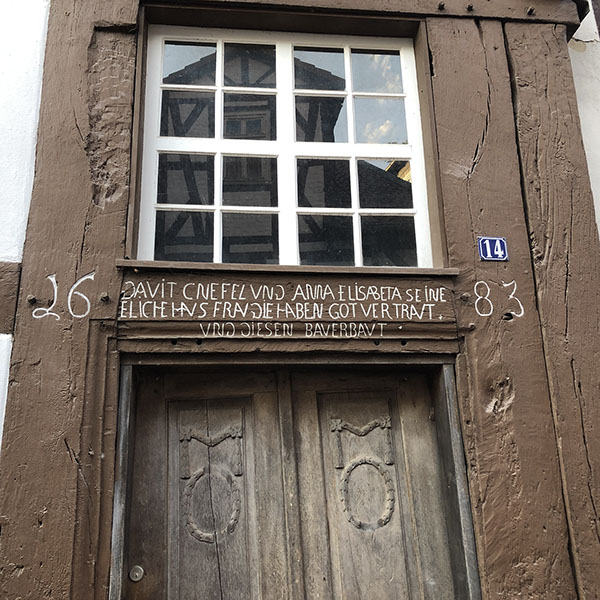 14
26 DAVIT CNEFEL VND ANNA ELISABETA SEINE 83
ELICHE HAVS FRAV DIE HABEN GOT VERTRAVT.
VND DIESEN BAV ERBAVT .